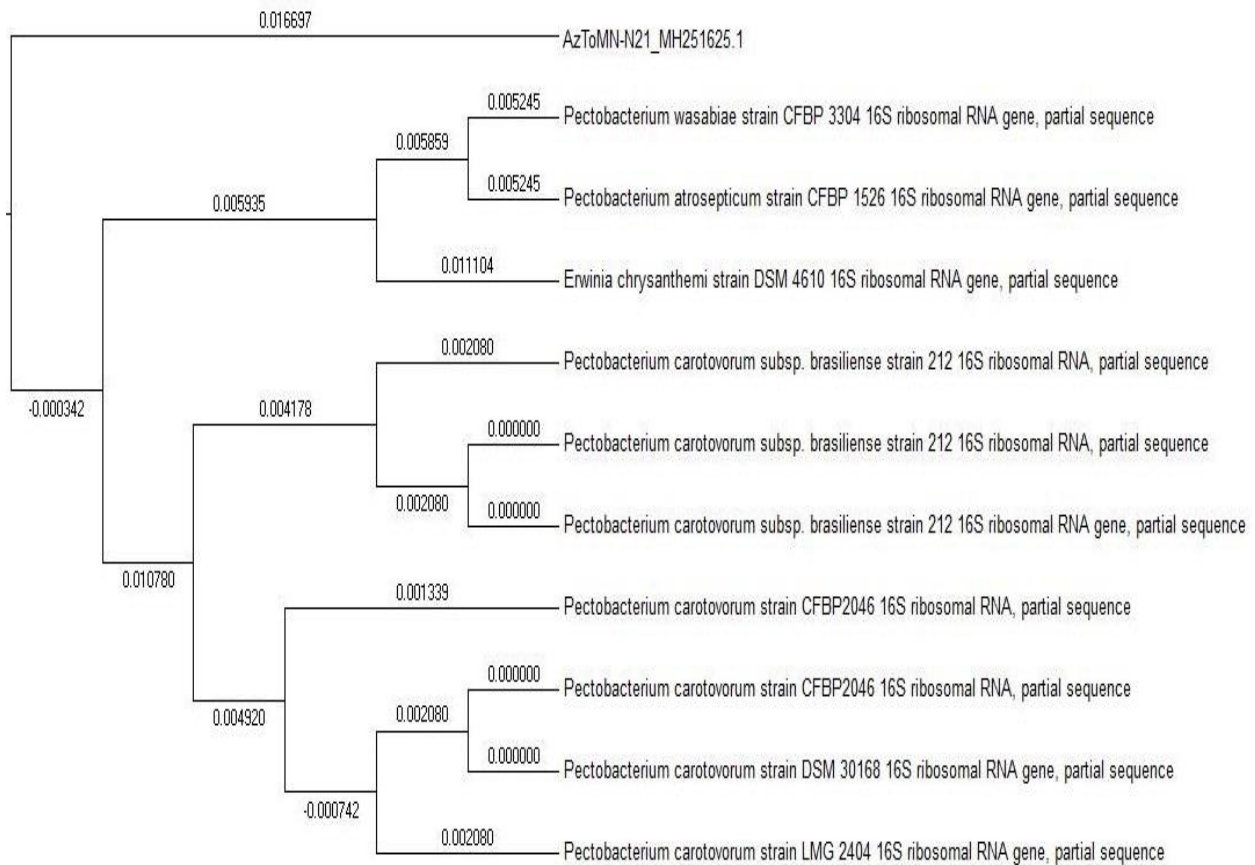 0.016697
AzToMN-N21_MH251625.1
0.005245
Pectobacterium wasabiae strain CFBP 3304 16S ribosomal RNA gene, partial sequence
0.005859
0.005245
Pectobacterium atrosepticum strain CFBP 1526 16S ribosomal RNA gene, partial sequence
0.005935
0.011104
Erwinia chrysanthemi strain DSM 4610 16S ribosomal RNA gene, partial sequence
0.002080
Pectobacterium carotovorum subsp. brasiliense strain 212 16S ribosomal RNA, partial sequence
-0.000342
0.004178
0.000000
Pectobacterium carotovorum subsp. brasiliense strain 212 16S ribosomal RNA, partial sequence
0.002080
0.000000
Pectobacterium carotovorum subsp. brasiliense strain 212 16S ribosomal RNA gene, partial sequence
0.010780
0.001339
Pectobacterium carotovorum strain CFBP2046 16S ribosomal RNA, partial sequence
0.000000
Pectobacterium carotovorum strain CFBP2046 16S ribosomal RNA, partial sequence
0.004920
0.002080
0.000000
Pectobacterium carotovorum strain DSM 30168 16S ribosomal RNA gene, partial sequence
-0.000742
0.002080
Pectobacterium carotovorum strain LMG 2404 16S ribosomal RNA gene, partial sequence